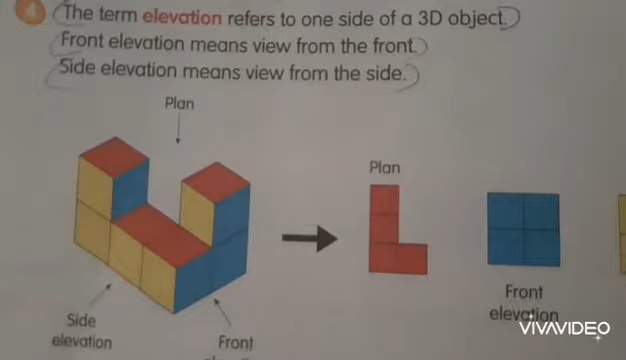 4
The term elevation refers to one side of a 3D object.
Front elevation means view from the front.
Side elevation means view from the side.
Plan
Plan
Side
elevation
Front
Front
elevation
VIVAVIDEO